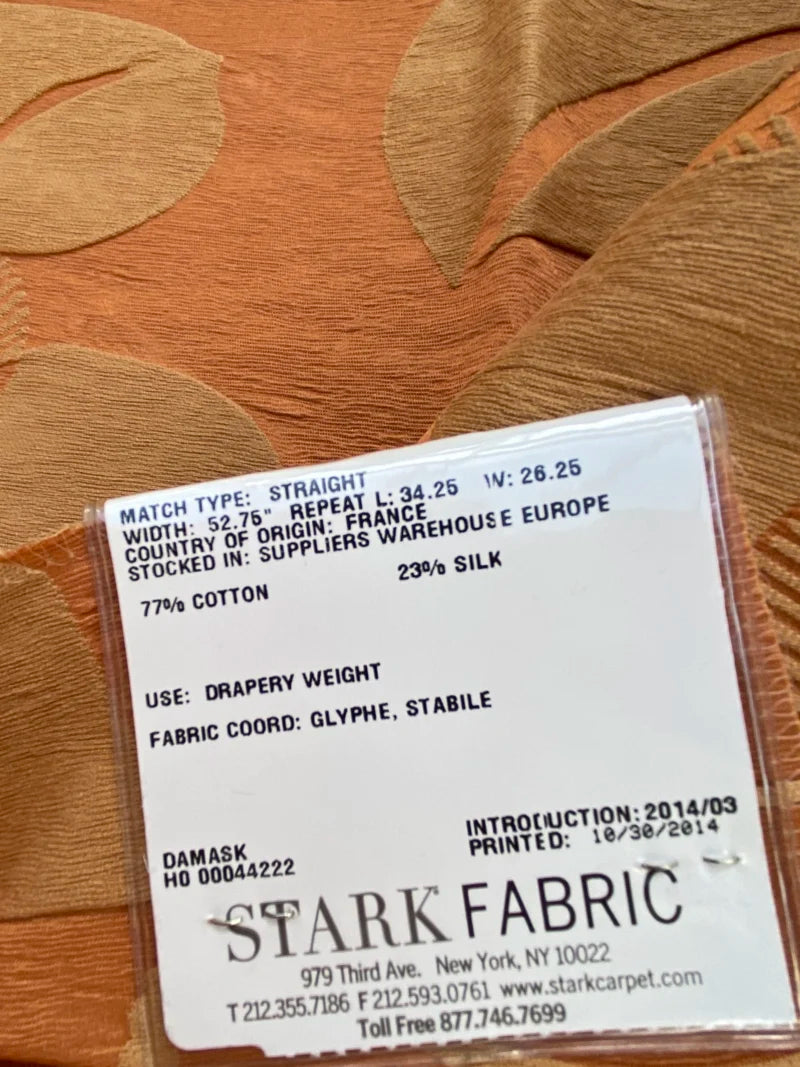 MATCH TYPE: STRAIGHT
WIDTH: 52.75" REPEAT L: 34.25 W: 26.25
COUNTRY OF ORIGIN: FRANCE
STOCKED IN: SUPPLIERS WAREHOUSE EUROPE
77% COTTON 23% SILK
USE: DRAPERY WEIGHT
FABRIC COORD: GLYPHE, STABILE
INTRODUCTION: 2014/03
PRINTED: 10/30/2014
DAMASK
H0 00044222
STARK FABRIC
979 Third Ave. New York, NY 10022
T 212.355.7186 F 212.593.0761 www.starkcarpet.com
Toll Free 877.746.7699